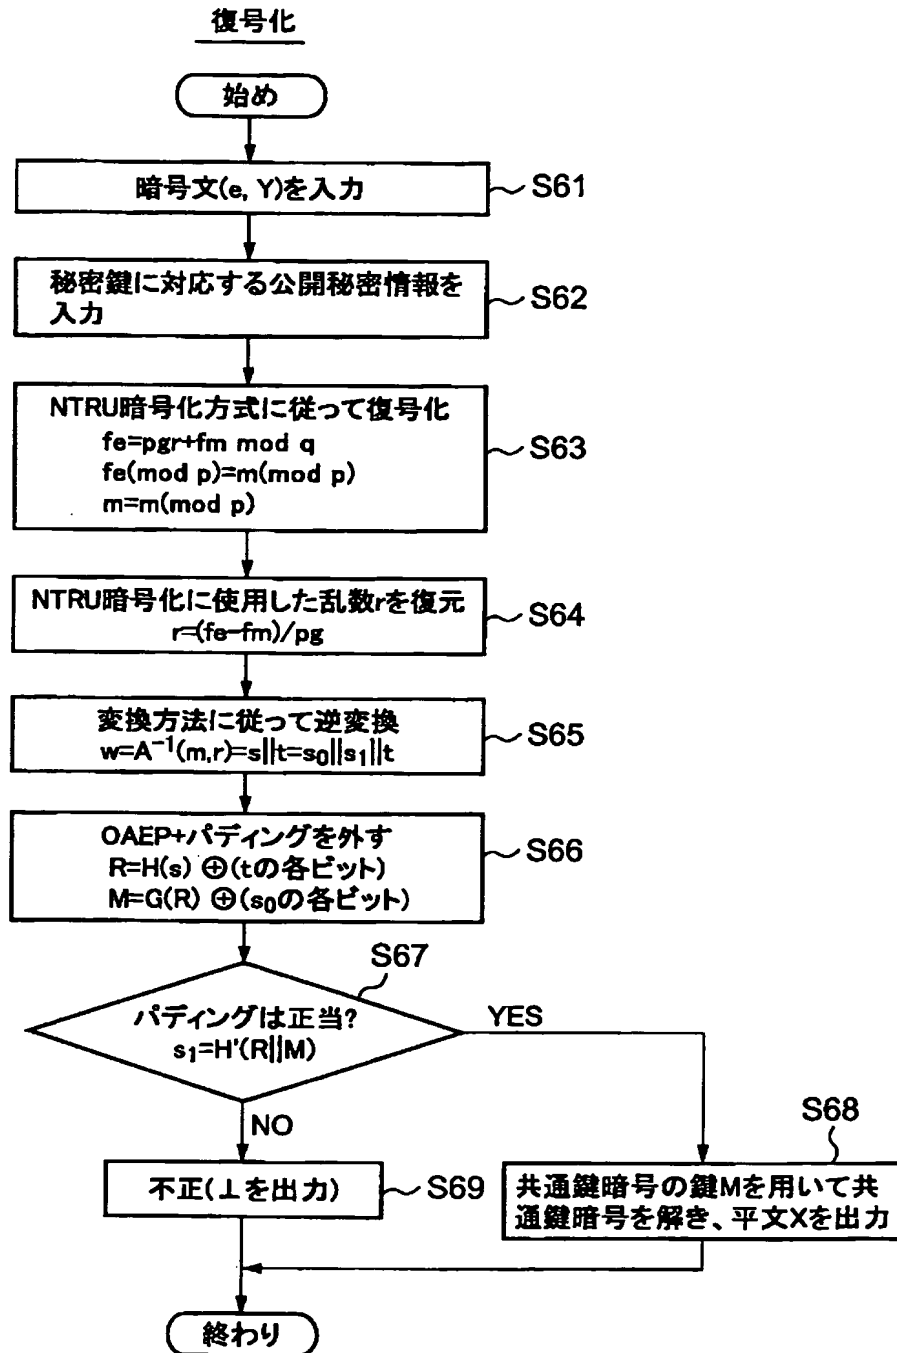 復号化
始め
暗号文(e, Y)を入力
S61
秘密鍵に対応する公開秘密情報を
入力
S62
NTRU暗号化方式に従って復号化
fe=pgr+fm mod q
fe(mod p)=m(mod p)
m=m(mod p)
S63
NTRU暗号化に使用した乱数rを復元
r=(fe-fm)/pg
S64
変換方法に従って逆変換
w=A⁻¹(m,r)=s||t=s₀||s₁||t
S65
OAEP+パディングを外す
R=H(s) ⊕(tの各ビット)
M=G(R) ⊕(s₀の各ビット)
S66
S67
パディングは正当?
s₁=H'(R||M)
YES
NO
S68
不正(⊥を出力)
S69
共通鍵暗号の鍵Mを用いて共
通鍵暗号を解き、平文Xを出力
終わり